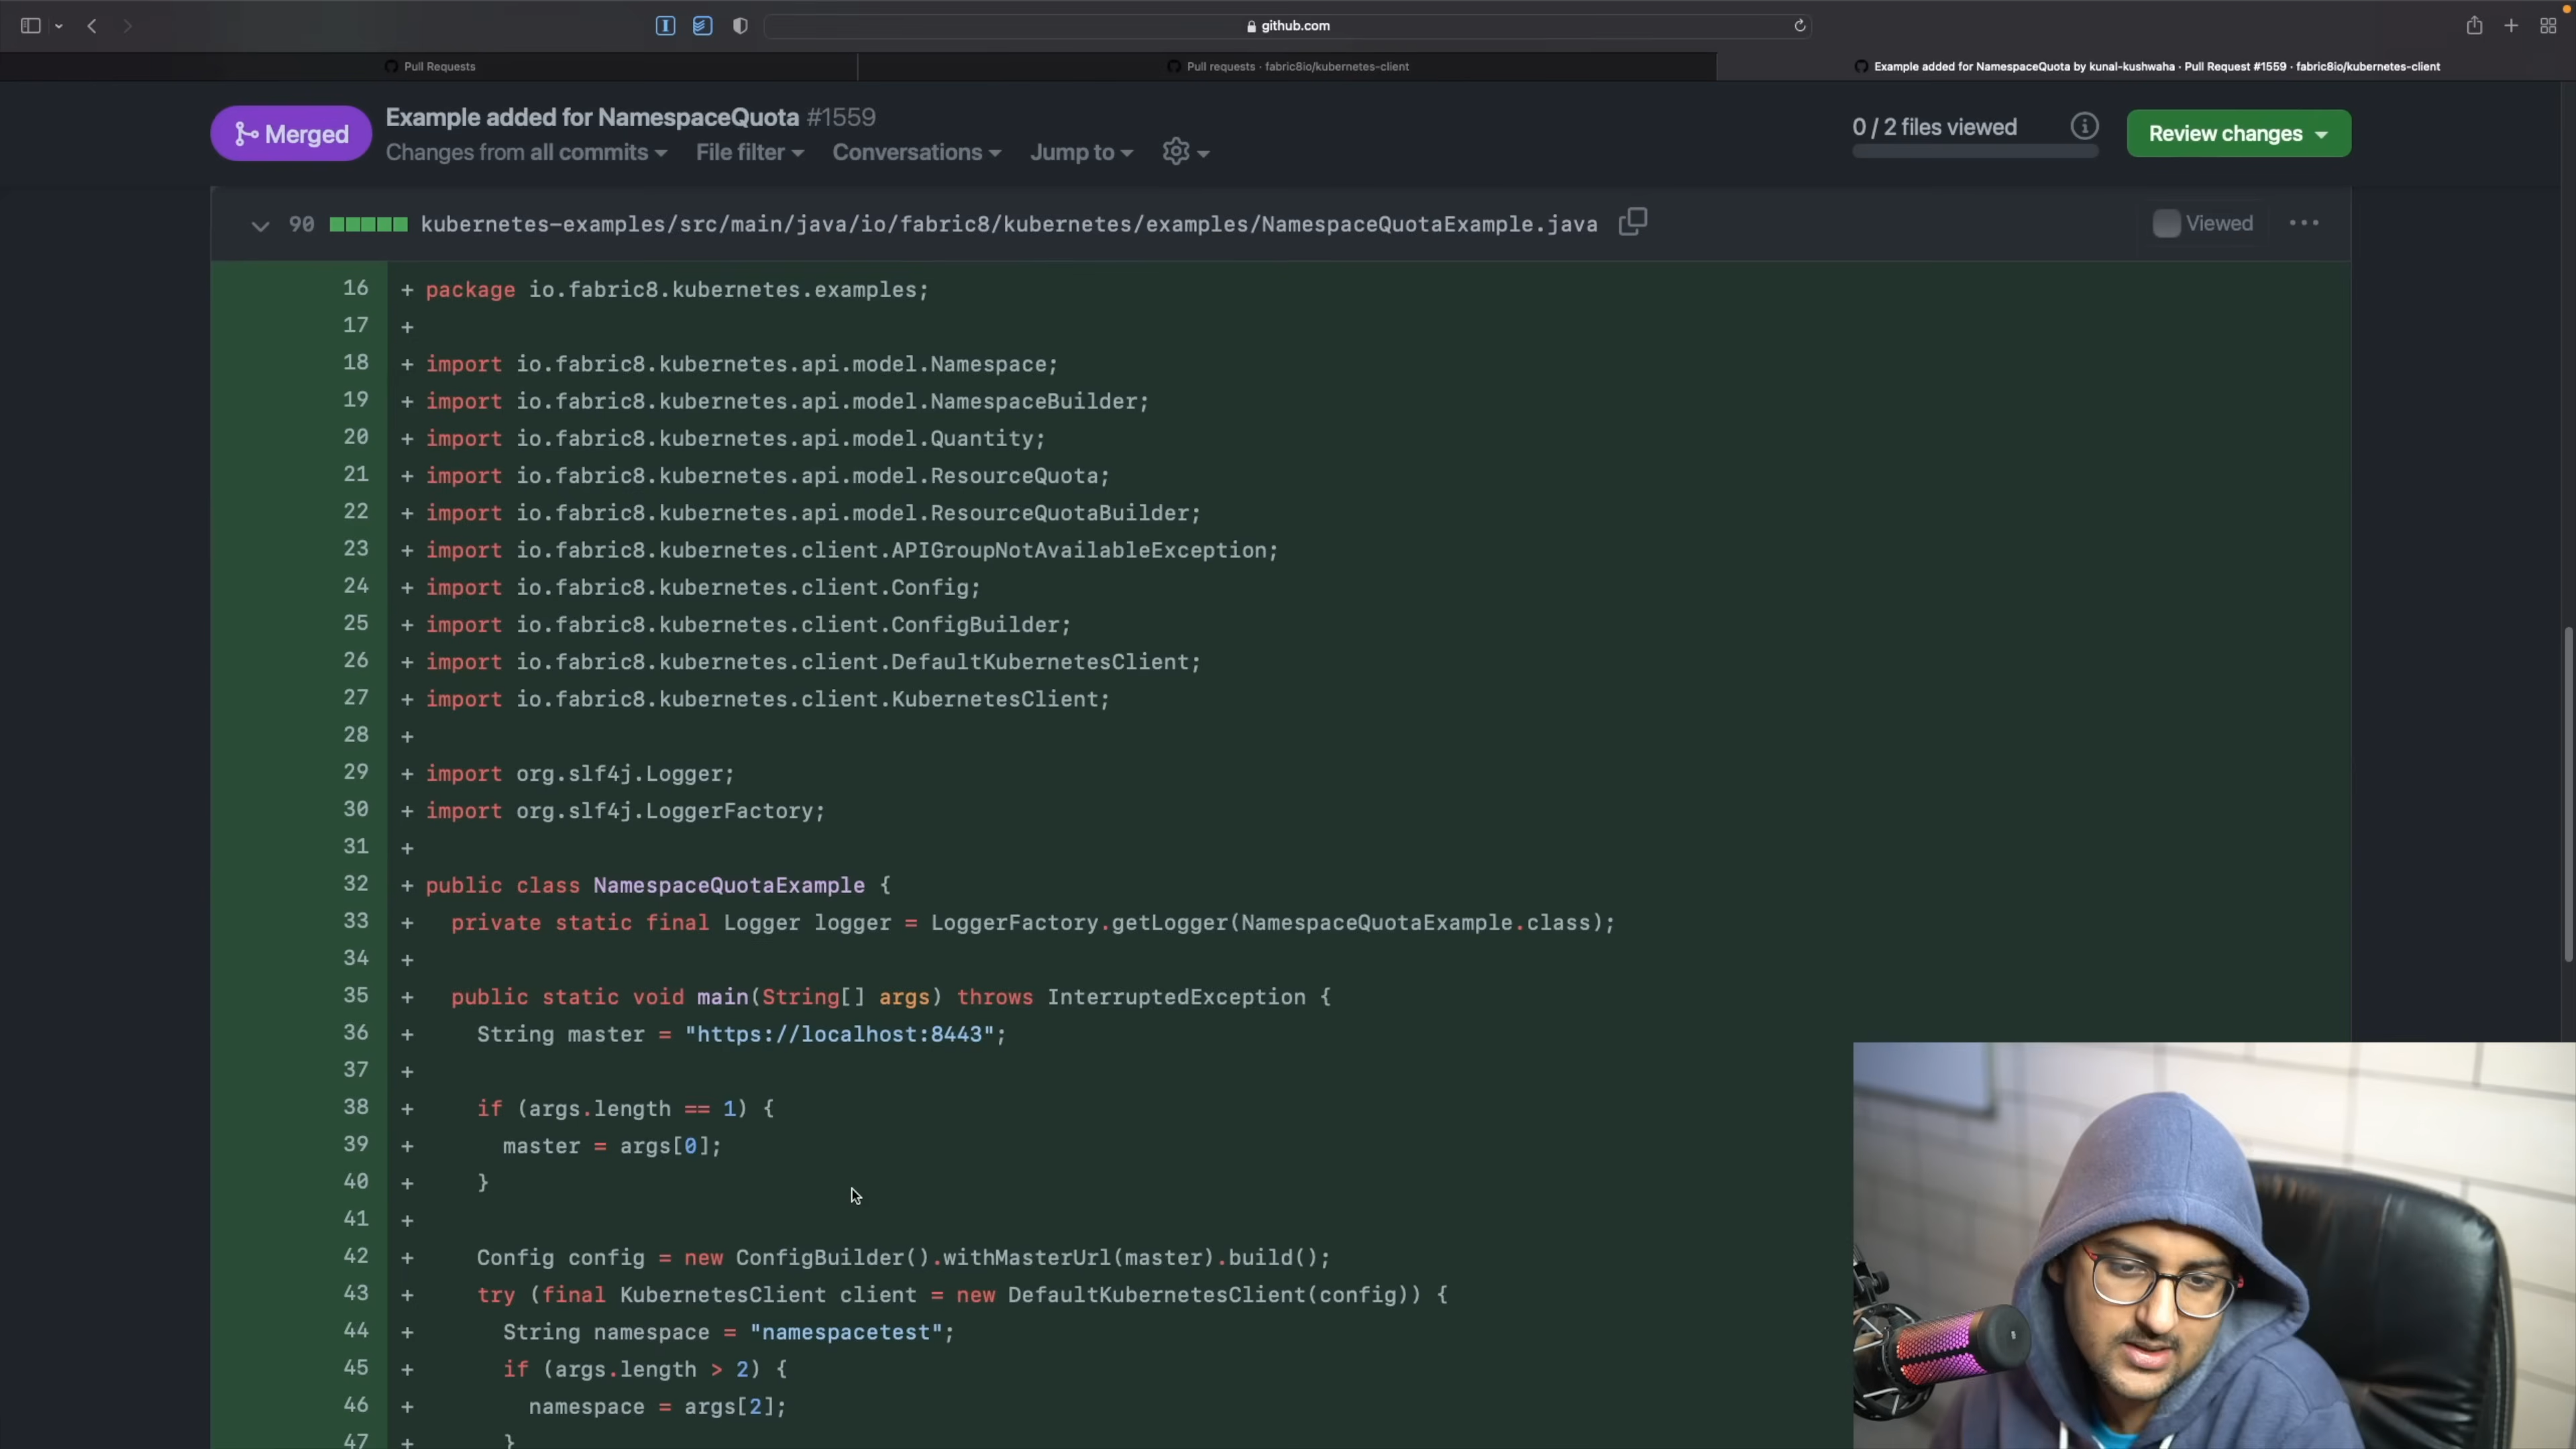 github.com
Pull Requests
Pull requests · fabric8io/kubernetes-client
Example added for NamespaceQuota by kunal-kushwaha · Pull Request #1559 · fabric8io/kubernetes-client
Merged
Example added for NamespaceQuota #1559
Changes from all commits
File filter
Conversations
Jump to
0 / 2 files viewed
Review changes
90
kubernetes-examples/src/main/java/io/fabric8/kubernetes/examples/NamespaceQuotaExample.java
Viewed
16 + package io.fabric8.kubernetes.examples;
17 +
18 + import io.fabric8.kubernetes.api.model.Namespace;
19 + import io.fabric8.kubernetes.api.model.NamespaceBuilder;
20 + import io.fabric8.kubernetes.api.model.Quantity;
21 + import io.fabric8.kubernetes.api.model.ResourceQuota;
22 + import io.fabric8.kubernetes.api.model.ResourceQuotaBuilder;
23 + import io.fabric8.kubernetes.client.APIGroupNotAvailableException;
24 + import io.fabric8.kubernetes.client.Config;
25 + import io.fabric8.kubernetes.client.ConfigBuilder;
26 + import io.fabric8.kubernetes.client.DefaultKubernetesClient;
27 + import io.fabric8.kubernetes.client.KubernetesClient;
28 +
29 + import org.slf4j.Logger;
30 + import org.slf4j.LoggerFactory;
31 +
32 + public class NamespaceQuotaExample {
33 + private static final Logger logger = LoggerFactory.getLogger(NamespaceQuotaExample.class);
34 +
35 + public static void main(String[] args) throws InterruptedException {
36 + String master = "https://localhost:8443";
37 +
38 + if (args.length == 1) {
39 + master = args[0];
40 + }
41 +
42 + Config config = new ConfigBuilder().withMasterUrl(master).build();
43 + try (final KubernetesClient client = new DefaultKubernetesClient(config)) {
44 + String namespace = "namespacetest";
45 + if (args.length > 2) {
46 + namespace = args[2];
47 + }